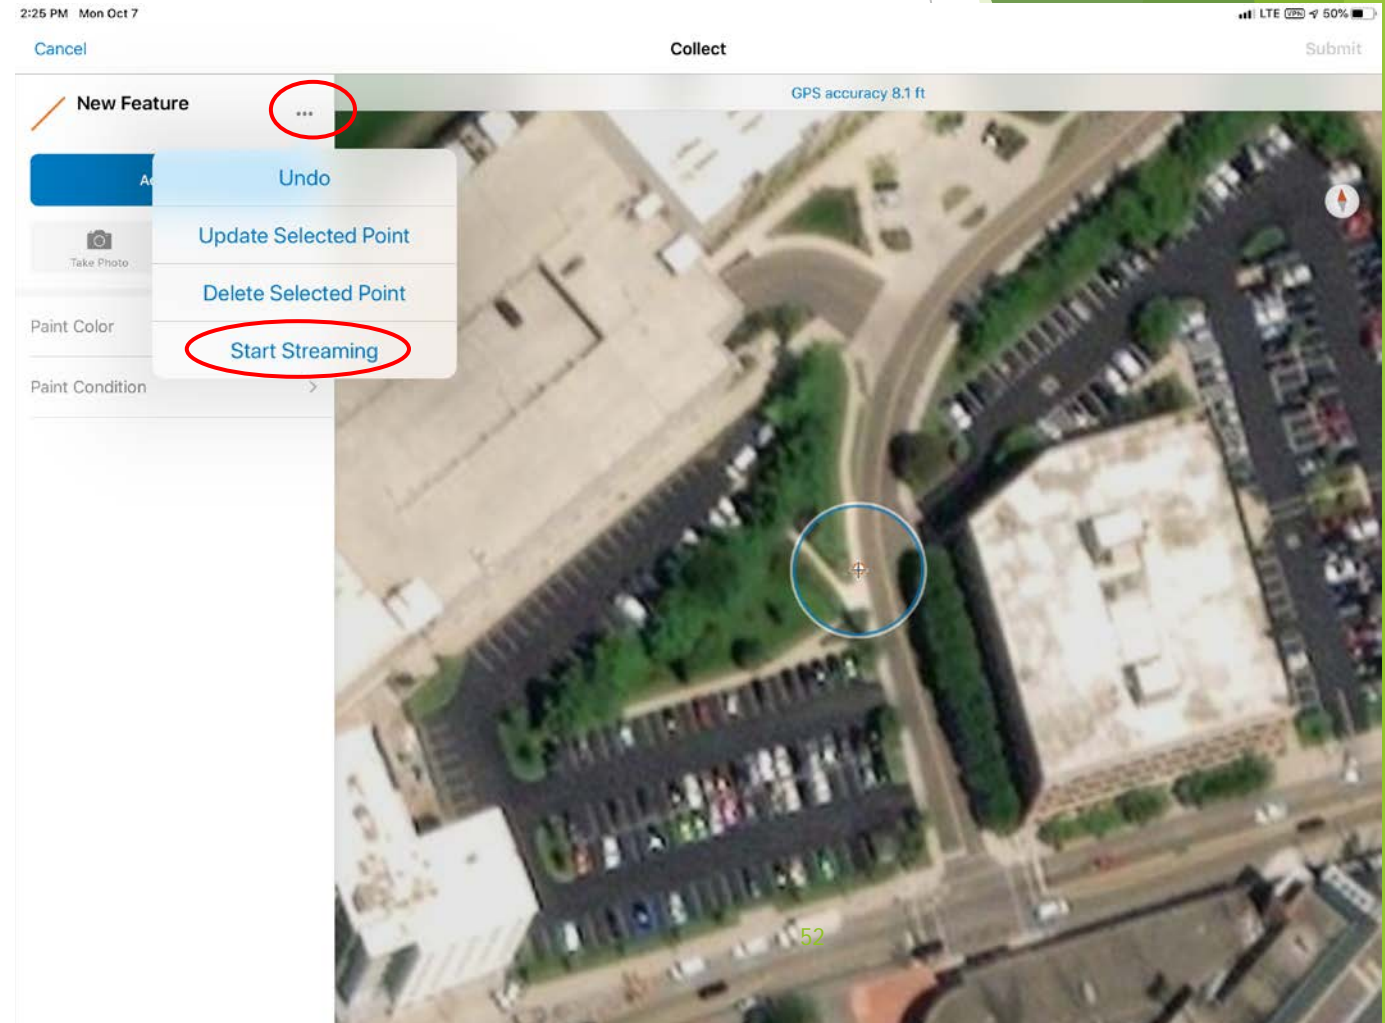 2:25 PM Mon Oct 7
LTE VPN 50%
Cancel
Collect
Submit
New Feature
...
GPS accuracy 8.1 ft
Undo
Update Selected Point
Take Photo
Delete Selected Point
Paint Color
Start Streaming
Paint Condition
52